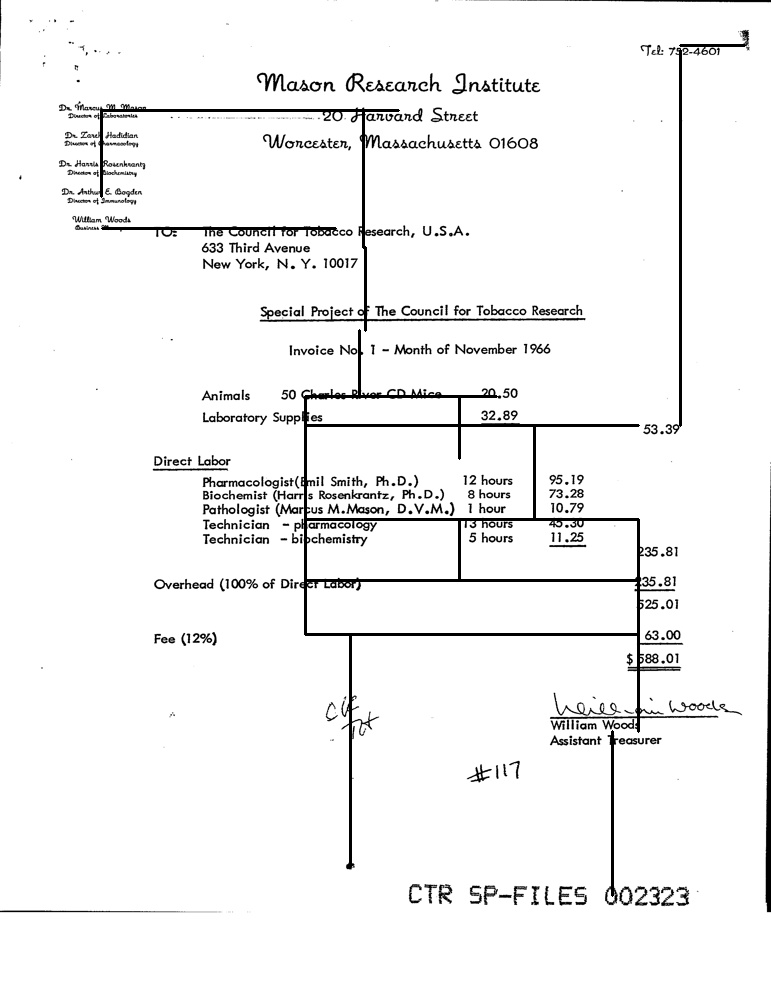 Tel: 752-4601
Mason Research Institute
20 Harvard Street
Worcester, Massachusetts 01608
Dr. Marcus M. Mason
Director of Laboratories
Dr. Zareh Hadidian
Director of Pharmacology
Dr. Harris Rosenkrantz
Director of Biochemistry
Dr. Arthur E. Bogden
Director of Immunology
William Woods
Business
TO: The Council for Tobacco Research, U.S.A.
633 Third Avenue
New York, N. Y. 10017
Special Project of The Council for Tobacco Research
Invoice No. 1 - Month of November 1966
Animals 50 Charles River CD Mice 20.50
Laboratory Supplies 32.89
53.39
Direct Labor
Pharmacologist(Emil Smith, Ph.D.) 12 hours 95.19
Biochemist (Harris Rosenkrantz, Ph.D.) 8 hours 73.28
Pathologist (Marcus M.Mason, D.V.M.) 1 hour 10.79
Technician - pharmacology 13 hours 45.30
Technician - biochemistry 5 hours 11.25
235.81
Overhead (100% of Direct Labor) 235.81
525.01
Fee (12%) 63.00
$ 588.01
William Woods
William Woods
Assistant Treasurer
#117
CTR SP-FILES 002323